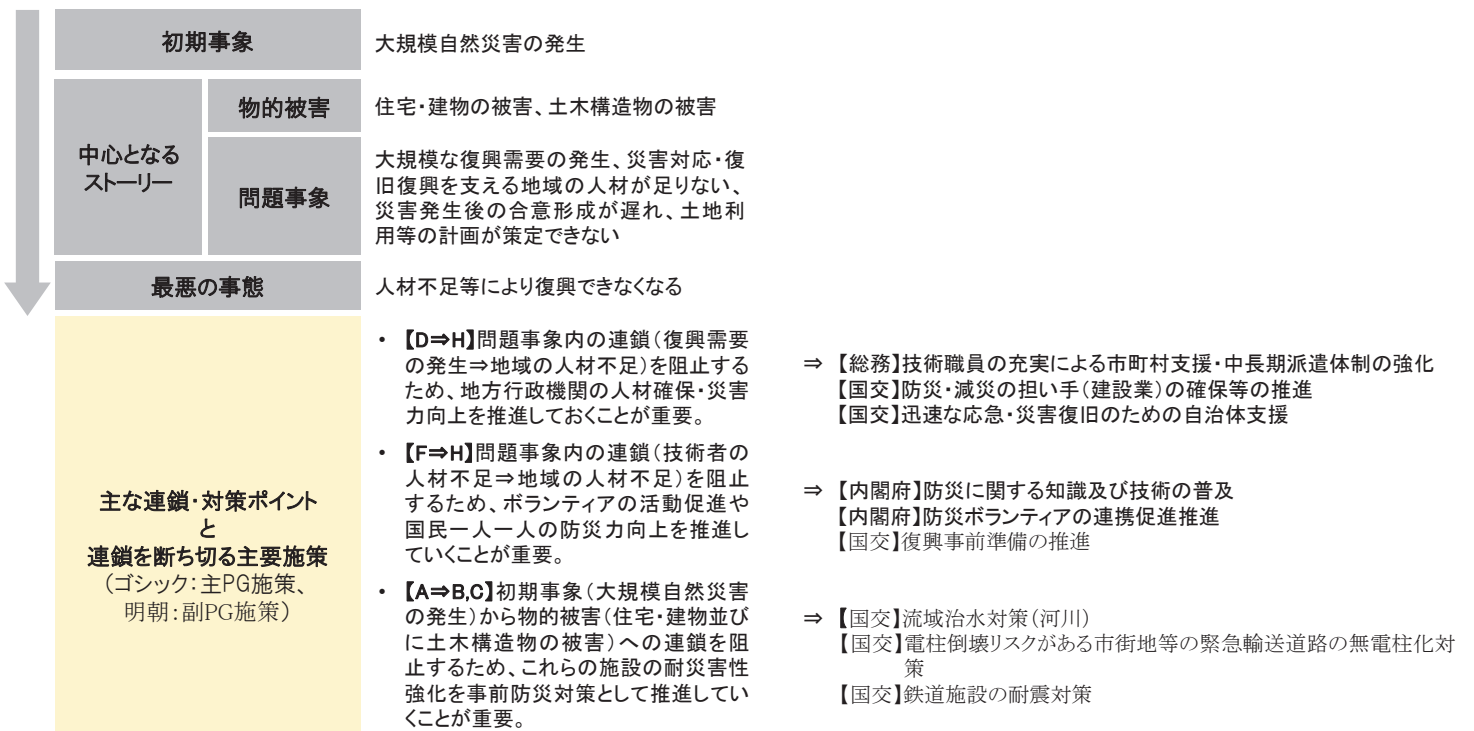 初期事象
大規模自然災害の発生
中心となる
ストーリー
物的被害
住宅・建物の被害、土木構造物の被害
問題事象
大規模な復興需要の発生、災害対応・復
旧復興を支える地域の人材が足りない、
災害発生後の合意形成が遅れ、土地利
用等の計画が策定できない
最悪の事態
人材不足等により復興できなくなる
主な連鎖・対策ポイント
と
連鎖を断ち切る主要施策
（ゴシック：主PG施策、
明朝：副PG施策）
・ 【D⇒H】問題事象内の連鎖（復興需要
の発生⇒地域の人材不足）を阻止する
ため、地方行政機関の人材確保・災害
力向上を推進しておくことが重要。
⇒ 【総務】技術職員の充実による市町村支援・中長期派遣体制の強化
【国交】防災・減災の担い手（建設業）の確保等の推進
【国交】迅速な応急・災害復旧のための自治体支援
・ 【F⇒H】問題事象内の連鎖（技術者の
人材不足⇒地域の人材不足）を阻止
するため、ボランティアの活動促進や
国民一人一人の防災力向上を推進し
ていくことが重要。
⇒ 【内閣府】防災に関する知識及び技術の普及
【内閣府】防災ボランティアの連携促進推進
【国交】復興事前準備の推進
・ 【A⇒B,C】初期事象（大規模自然災害
の発生）から物的被害（住宅・建物並び
に土木構造物の被害）への連鎖を阻
止するため、これらの施設の耐災害性
強化を事前防災対策として推進してい
くことが重要。
⇒ 【国交】流域治水対策（河川）
【国交】電柱倒壊リスクがある市街地等の緊急輸送道路の無電柱化対
策
【国交】鉄道施設の耐震対策